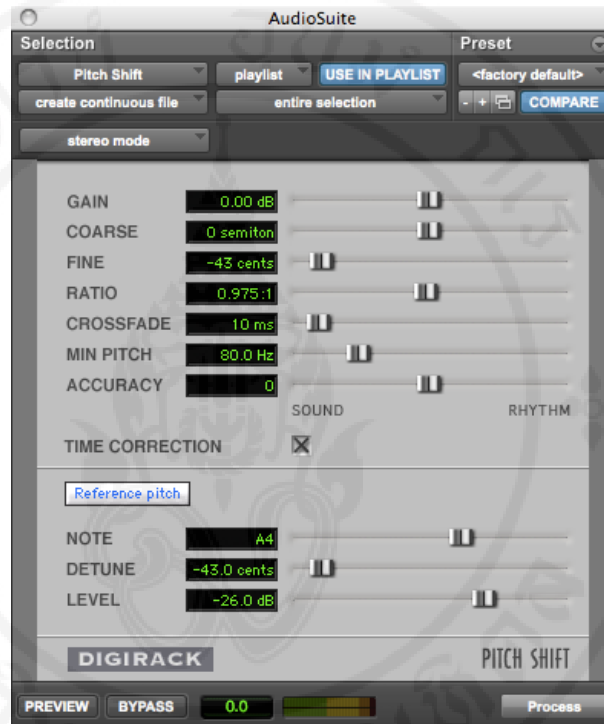 AudioSuite
Selection Preset
Pitch Shift playlist USE IN PLAYLIST <factory default>
create continuous file entire selection - + COMPARE
stereo mode
GAIN 0.00 dB
COARSE 0 semiton
FINE -43 cents
RATIO 0.975:1
CROSSFADE 10 ms
MIN PITCH 80.0 Hz
ACCURACY 0
SOUND RHYTHM
TIME CORRECTION
Reference pitch
NOTE A4
DETUNE -43.0 cents
LEVEL -26.0 dB
DIGIRACK PITCH SHIFT
PREVIEW BYPASS 0.0 Process